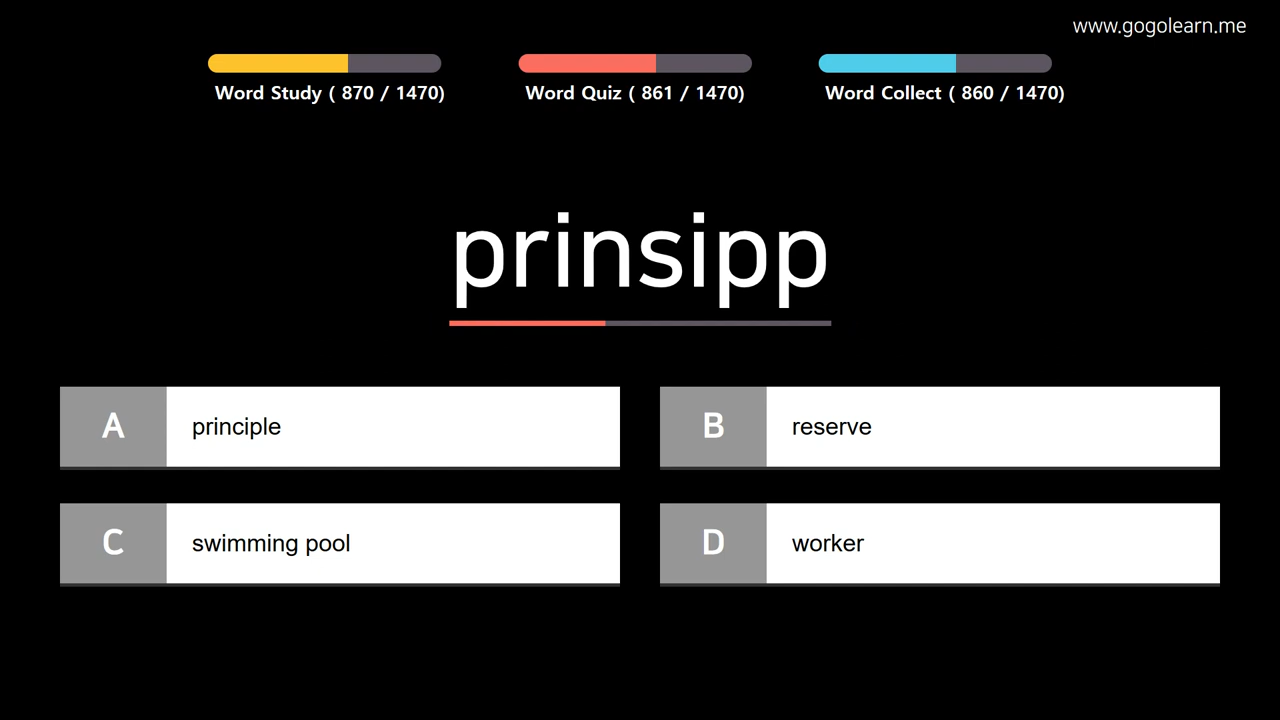 www.gogolearn.me
Word Study ( 870 / 1470)
Word Quiz ( 861 / 1470)
Word Collect ( 860 / 1470)
prinsipp
A principle
B reserve
C swimming pool
D worker